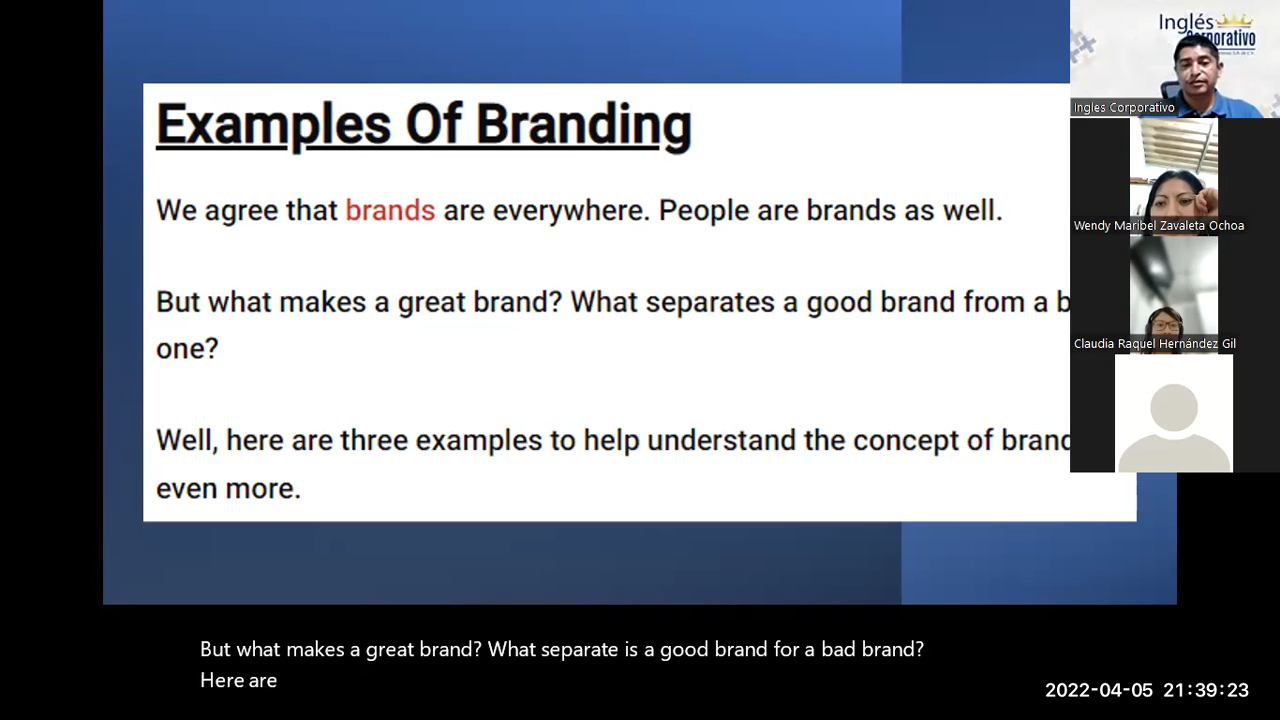 Examples Of Branding
We agree that brands are everywhere. People are brands as well.
But what makes a great brand? What separates a good brand from a b
one?
Well, here are three examples to help understand the concept of brand
even more.
Inglés
Corporativo
Ingles Corporativo
Wendy Maribel Zavaleta Ochoa
Claudia Raquel Hernández Gil
But what makes a great brand? What separate is a good brand for a bad brand?
Here are
2022-04-05 21:39:23